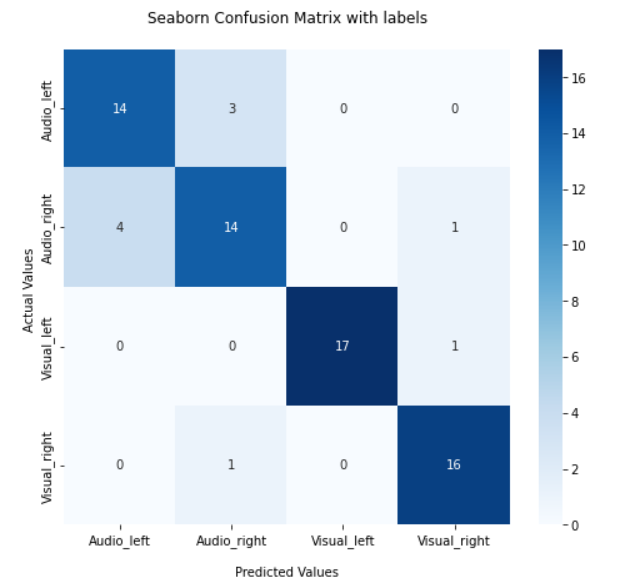 Seaborn Confusion Matrix with labels
Actual Values
Audio_left
14 3 0 0
Audio_right
4 14 0 1
Visual_left
0 0 17 1
Visual_right
0 1 0 16
Audio_left Audio_right Visual_left Visual_right
Predicted Values
16
14
12
10
8
6
4
2
0